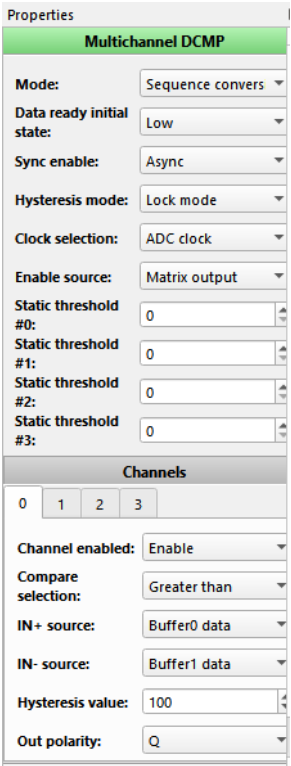 Properties
Multichannel DCMP
Mode: Sequence convers
Data ready initial
state: Low
Sync enable: Async
Hysteresis mode: Lock mode
Clock selection: ADC clock
Enable source: Matrix output
Static threshold
#0: 0
Static threshold
#1: 0
Static threshold
#2: 0
Static threshold
#3: 0
Channels
0 1 2 3
Channel enabled: Enable
Compare
selection: Greater than
IN+ source: Buffer0 data
IN- source: Buffer1 data
Hysteresis value: 100
Out polarity: Q